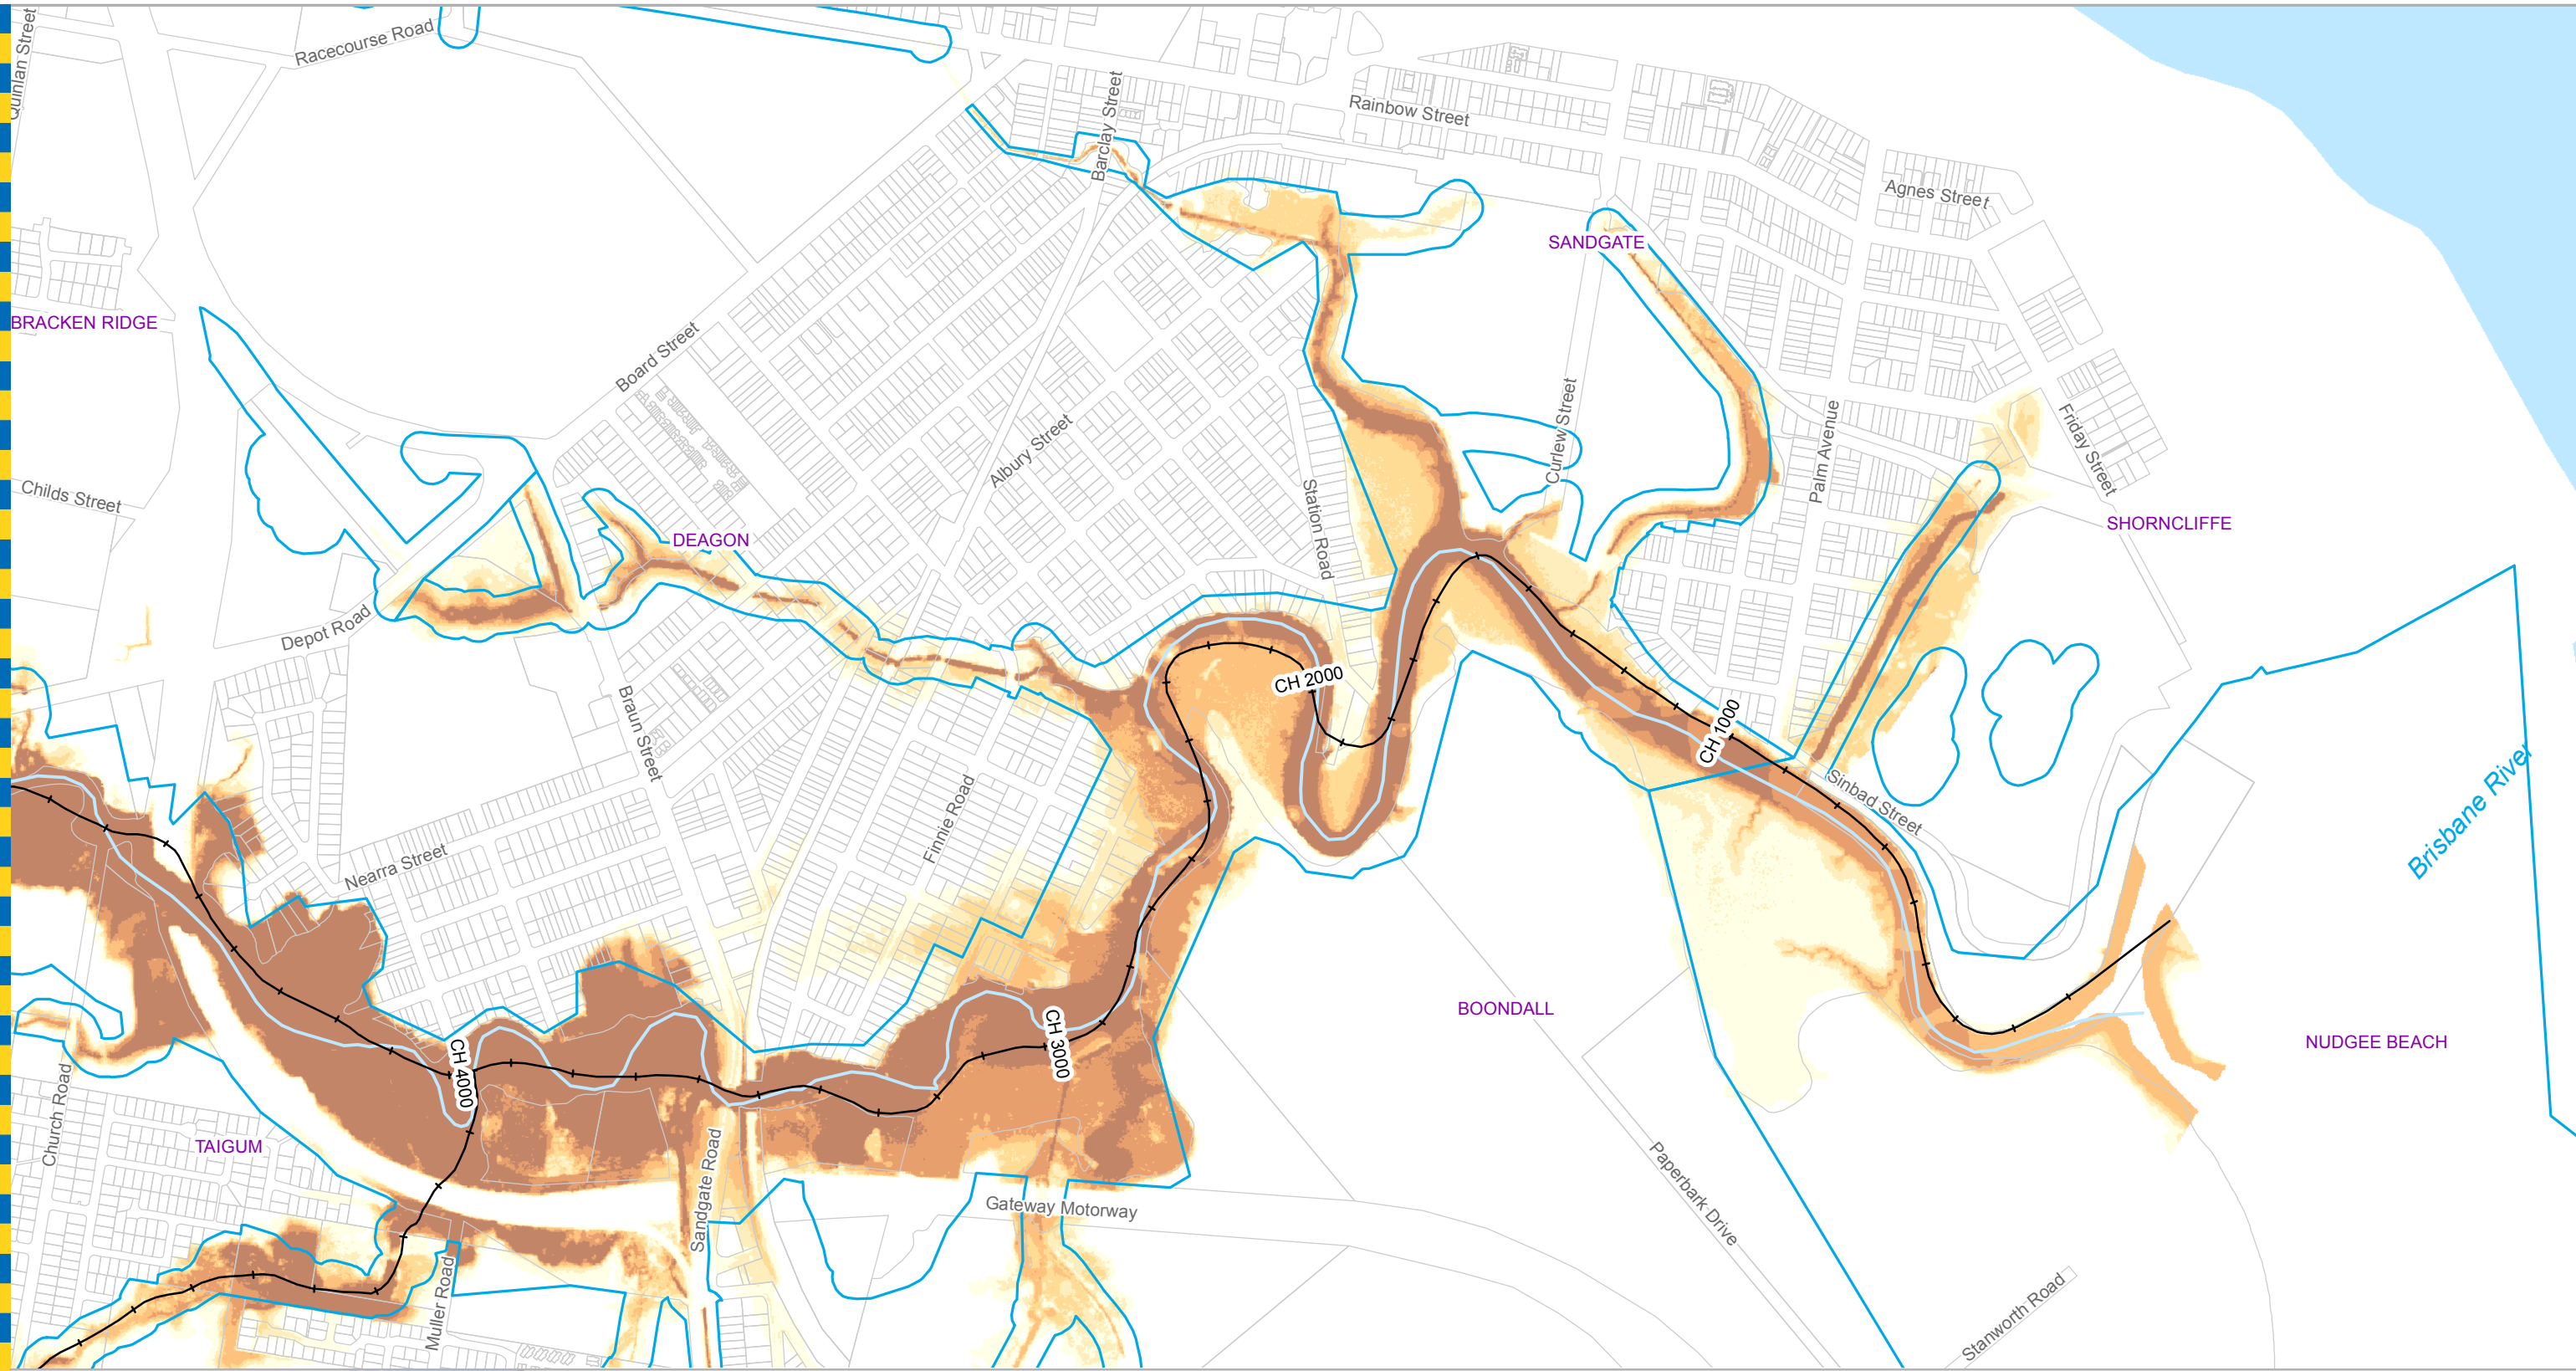 Quinlan Street
Racecourse Road
Barclay Street
Rainbow Street
Agnes Street
SANDGATE
BRACKEN RIDGE
Board Street
Albury Street
Curlew Street
Palm Avenue
Friday Street
Childs Street
Station Road
DEAGON
SHORNCLIFFE
Depot Road
Braun Street
CH 2000
CH 1000
Sinbad Street
Brisbane River
Finnie Road
Nearra Street
BOONDALL
CH 3000
NUDGEE BEACH
CH 4000
Church Road
TAIGUM
Sandgate Road
Gateway Motorway
Paperbark Drive
Muller Road
Stanworth Road